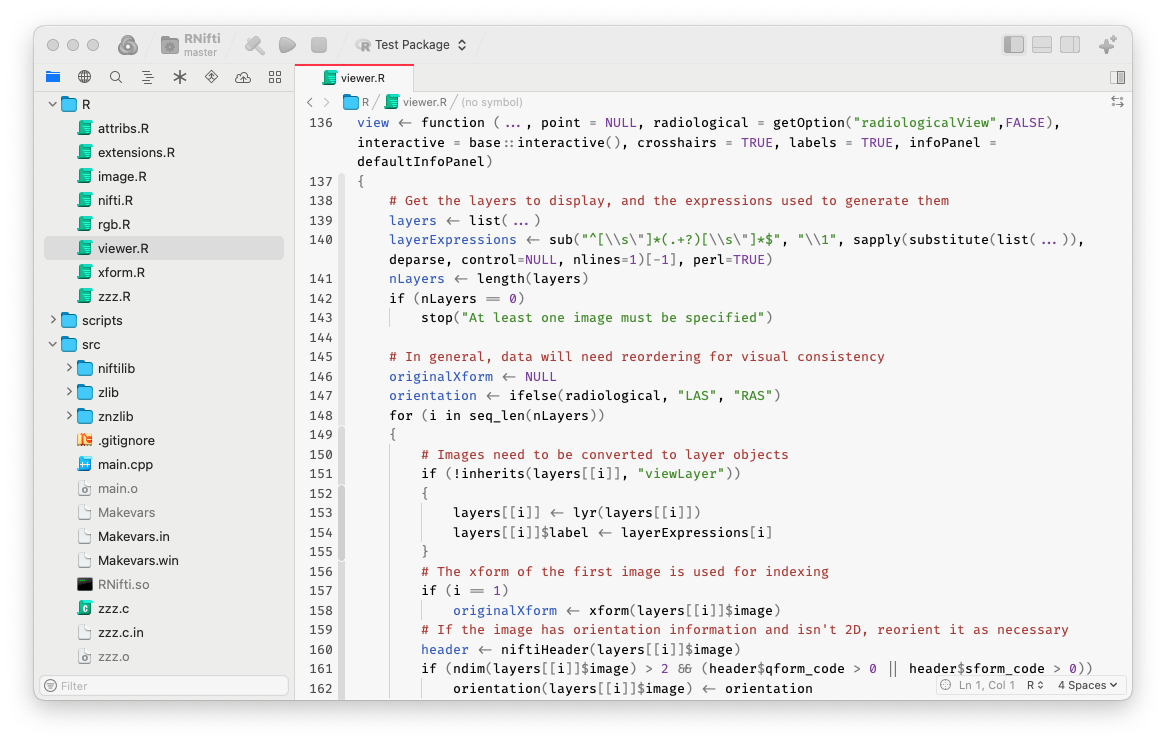 RNifti
master
Test Package
viewer.R
R
attribs.R
extensions.R
image.R
nifti.R
rgb.R
viewer.R
xform.R
zzz.R
scripts
src
niftilib
zlib
znzlib
.gitignore
main.cpp
main.o
Makevars
Makevars.in
Makevars.win
RNifti.so
zzz.c
zzz.c.in
zzz.o
Filter
R / viewer.R / (no symbol)
136 view <- function (..., point = NULL, radiological = getOption("radiologicalView",FALSE),
interactive = base::interactive(), crosshairs = TRUE, labels = TRUE, infoPanel =
defaultInfoPanel)
137 {
138     # Get the layers to display, and the expressions used to generate them
139     layers <- list(...)
140     layerExpressions <- sub("^[\\s\"]*(.+?)[\\s\"]*$", "\\1", sapply(substitute(list(...)),
    deparse, control=NULL, nlines=1)[-1], perl=TRUE)
141     nLayers <- length(layers)
142     if (nLayers == 0)
143         stop("At least one image must be specified")
144
145     # In general, data will need reordering for visual consistency
146     originalXform <- NULL
147     orientation <- ifelse(radiological, "LAS", "RAS")
148     for (i in seq_len(nLayers))
149     {
150         # Images need to be converted to layer objects
151         if (!inherits(layers[[i]], "viewLayer"))
152         {
153             layers[[i]] <- lyr(layers[[i]])
154             layers[[i]]$label <- layerExpressions[i]
155         }
156         # The xform of the first image is used for indexing
157         if (i == 1)
158             originalXform <- xform(layers[[i]]$image)
159         # If the image has orientation information and isn't 2D, reorient it as necessary
160         header <- niftiHeader(layers[[i]]$image)
161         if (ndim(layers[[i]]$image) > 2 && (header$qform_code > 0 || header$sform_code > 0))
162             orientation(layers[[i]]$image) <- orientation
Ln 1, Col 1 R 4 Spaces